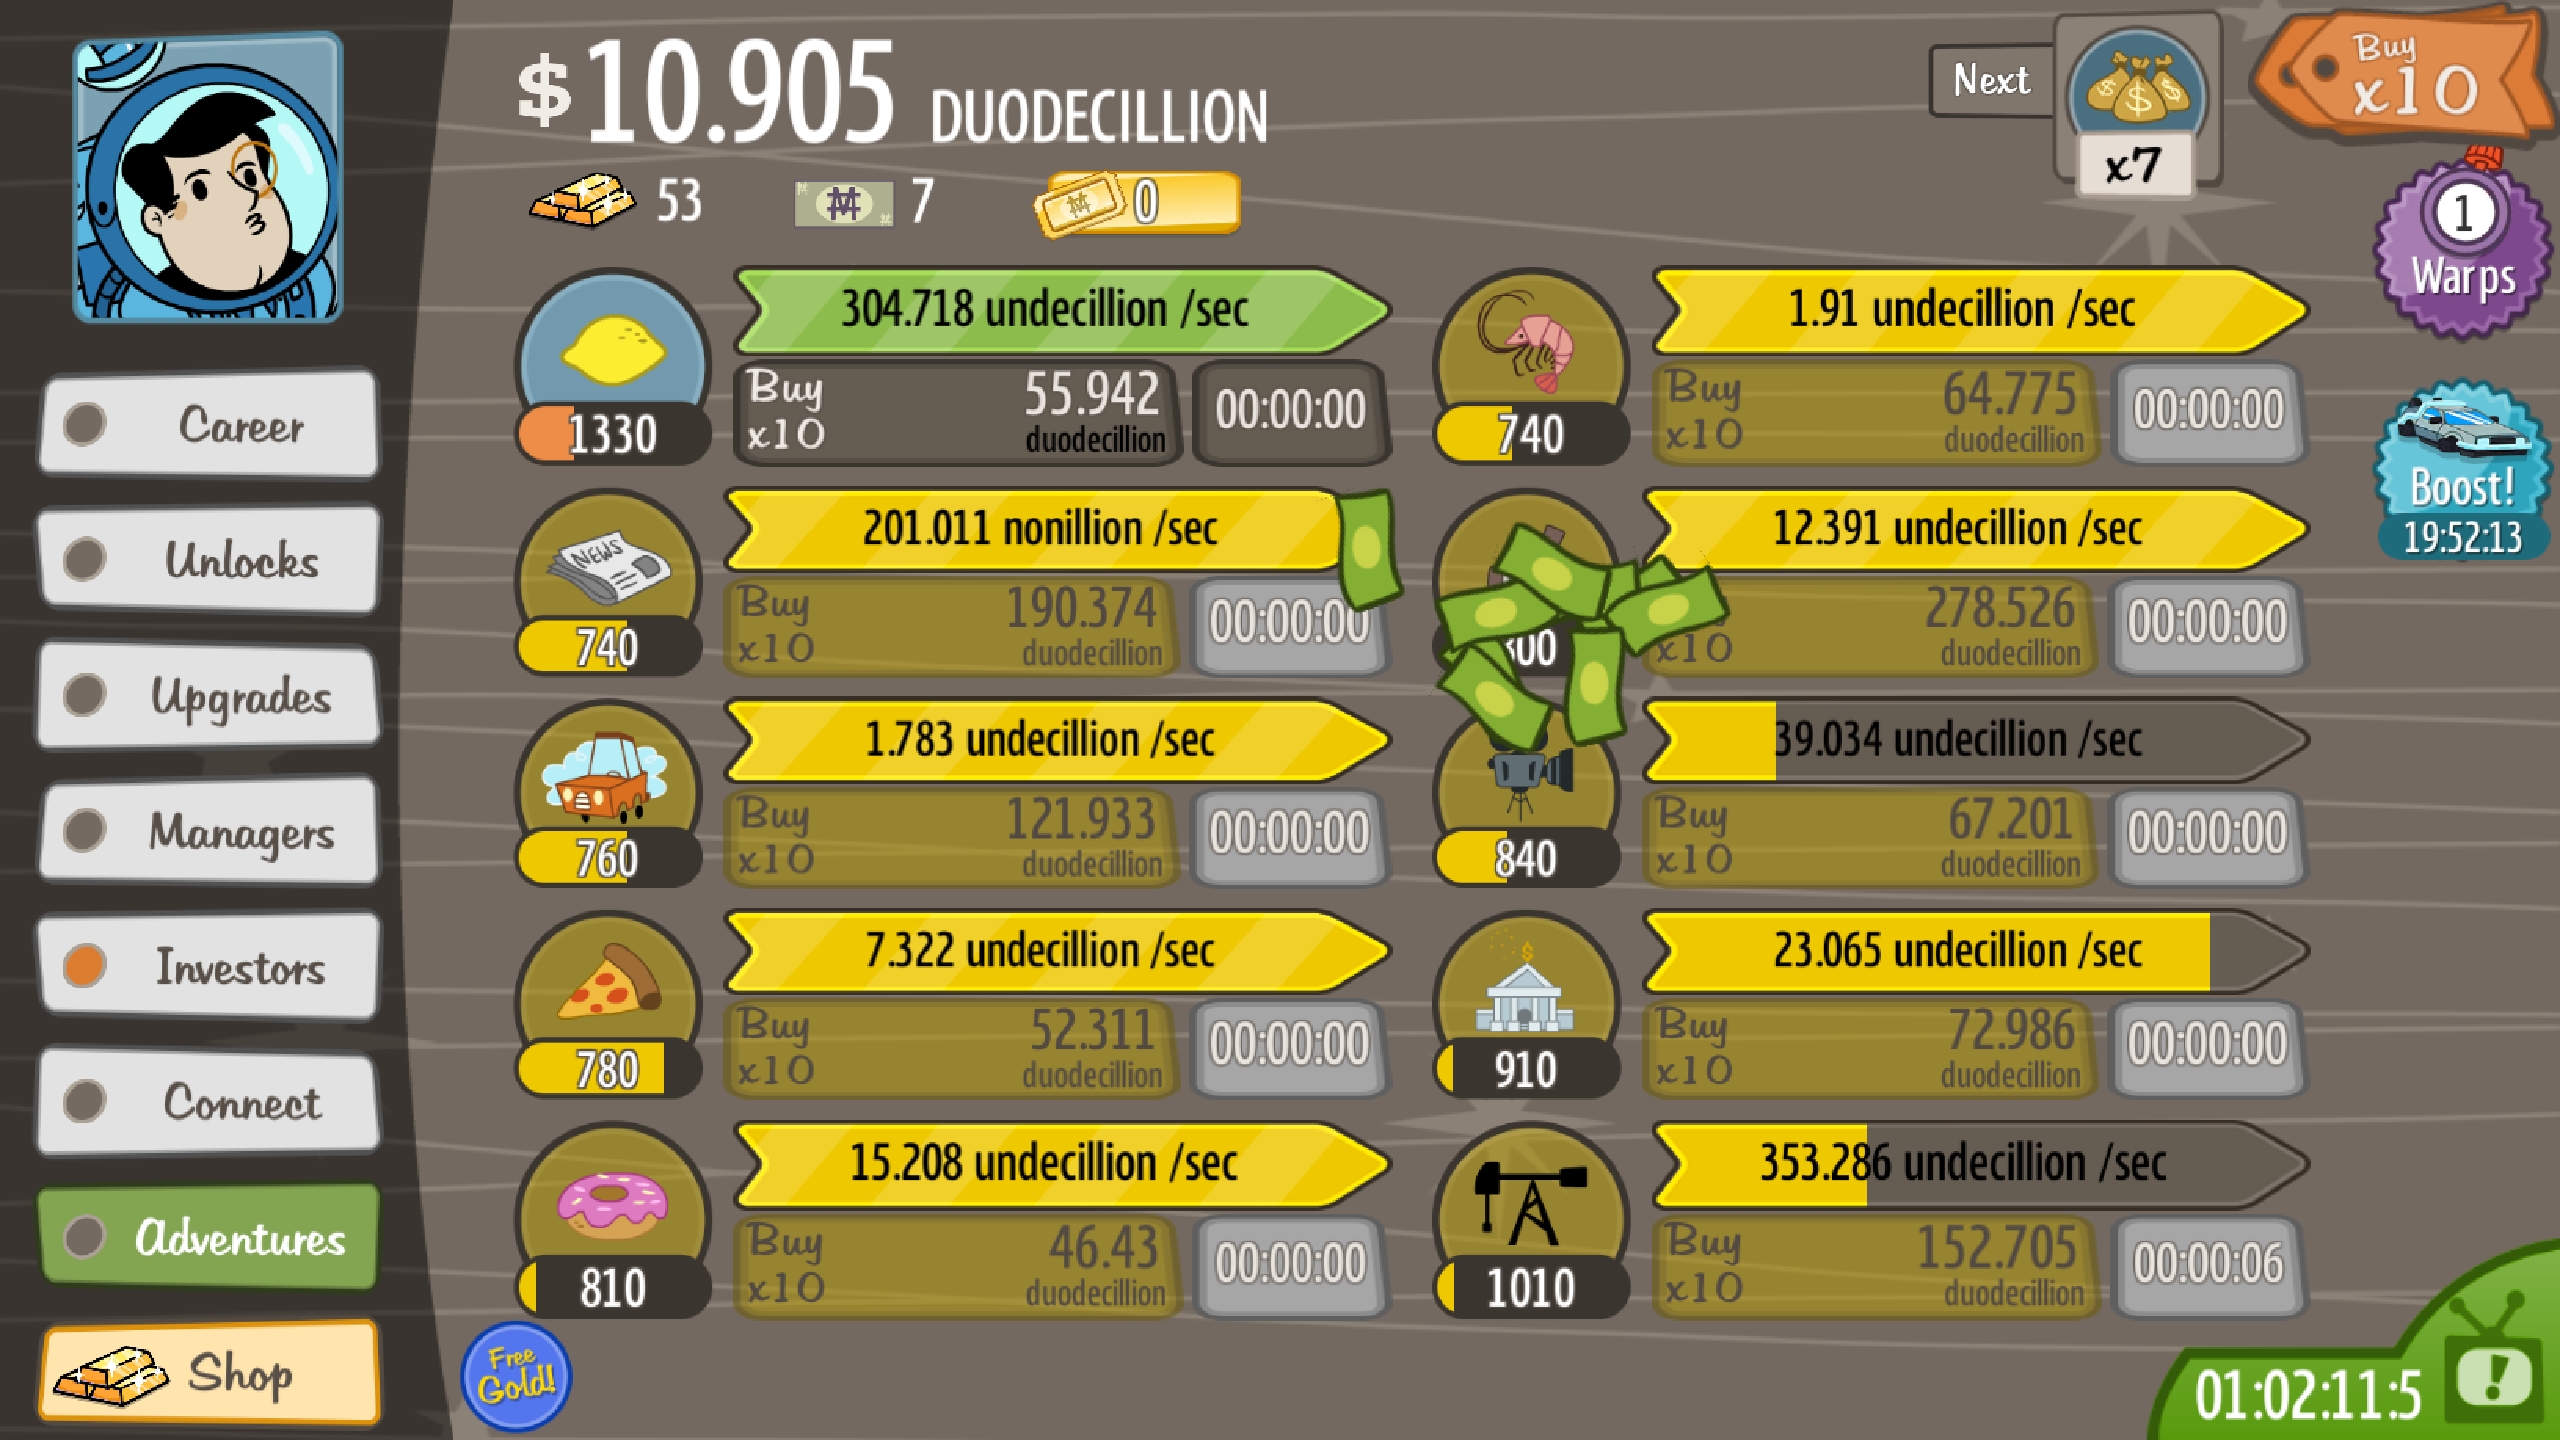 $10.905 DUODECILLION
53
7
0
Next
x7
Buy
x10
1
Warps
Boost!
19:52:13
Career
Unlocks
Upgrades
Managers
Investors
Connect
Adventures
Shop
304.718 undecillion /sec
1330
Buy
x10
55.942
duodecillion
00:00:00
NEWS
201.011 nonillion /sec
740
Buy
x10
190.374
duodecillion
00:00:00
1.783 undecillion /sec
760
Buy
x10
121.933
duodecillion
00:00:00
7.322 undecillion /sec
780
Buy
x10
52.311
duodecillion
00:00:00
15.208 undecillion /sec
810
Buy
x10
46.43
duodecillion
00:00:00
1.91 undecillion /sec
740
Buy
x10
64.775
duodecillion
00:00:00
12.391 undecillion /sec
x10
278.526
duodecillion
00:00:00
39.034 undecillion /sec
840
Buy
x10
67.201
duodecillion
00:00:00
23.065 undecillion /sec
910
Buy
x10
72.986
duodecillion
00:00:00
353.286 undecillion /sec
1010
Buy
x10
152.705
duodecillion
00:00:06
Free
Gold!
01:02:11:5